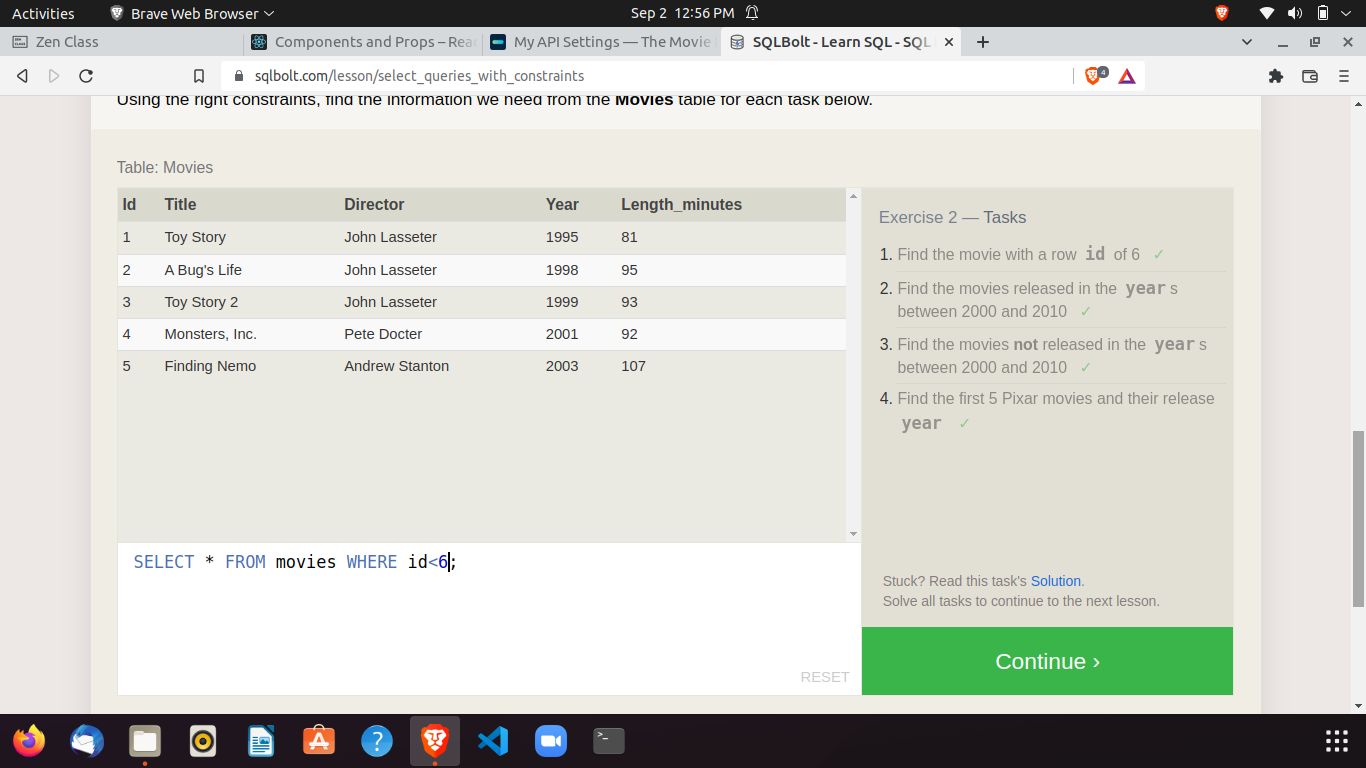 Activities Brave Web Browser Sep 2 12:56 PM
Zen Class Components and Props – Rea My API Settings — The Movie SQLBolt - Learn SQL - SQL
sqlbolt.com/lesson/select_queries_with_constraints 4
Using the right constraints, find the information we need from the Movies table for each task below.
Table: Movies
Id Title Director Year Length_minutes
1 Toy Story John Lasseter 1995 81
2 A Bug's Life John Lasseter 1998 95
3 Toy Story 2 John Lasseter 1999 93
4 Monsters, Inc. Pete Docter 2001 92
5 Finding Nemo Andrew Stanton 2003 107
SELECT * FROM movies WHERE id<6;
RESET
Exercise 2 — Tasks
1. Find the movie with a row id of 6 ✓
2. Find the movies released in the year s
between 2000 and 2010 ✓
3. Find the movies not released in the year s
between 2000 and 2010 ✓
4. Find the first 5 Pixar movies and their release
year ✓
Stuck? Read this task's Solution.
Solve all tasks to continue to the next lesson.
Continue ›